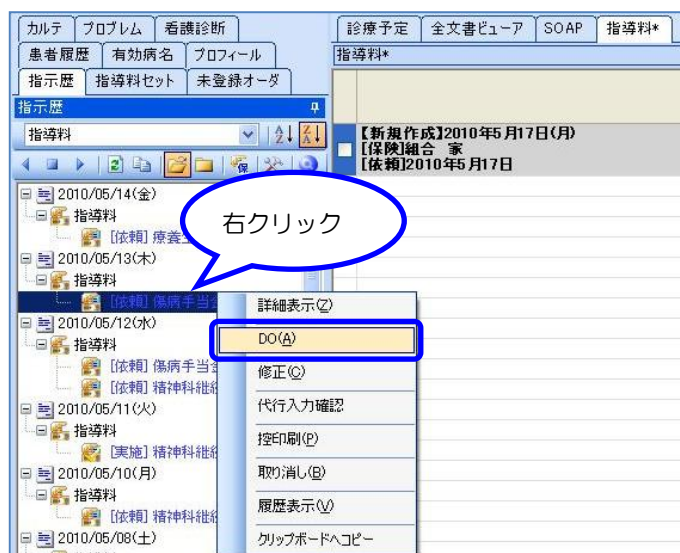 カルテ プロブレム 看護診断
患者履歴 有効病名 プロフィール
指示歴 指導料セット 未登録オーダ
指示歴
指導料
2010/05/14(金)
指導料
[依頼] 療養
2010/05/13(木)
指導料
[依頼] 傷病手当金
2010/05/12(水)
指導料
[依頼] 傷病手当金
[依頼] 精神科継続
2010/05/11(火)
指導料
[実施] 精神科継続
2010/05/10(月)
指導料
[依頼] 精神科継続
2010/05/08(土)
右クリック
詳細表示(Z)
DO(A)
修正(C)
代行入力確認
控印刷(P)
取り消し(B)
履歴表示(V)
クリップボードへコピー
診療予定 全文書ビューア SOAP 指導料*
指導料*
【新規作成】2010年5月17日(月)
[保険]組合 家
[依頼]2010年5月17日